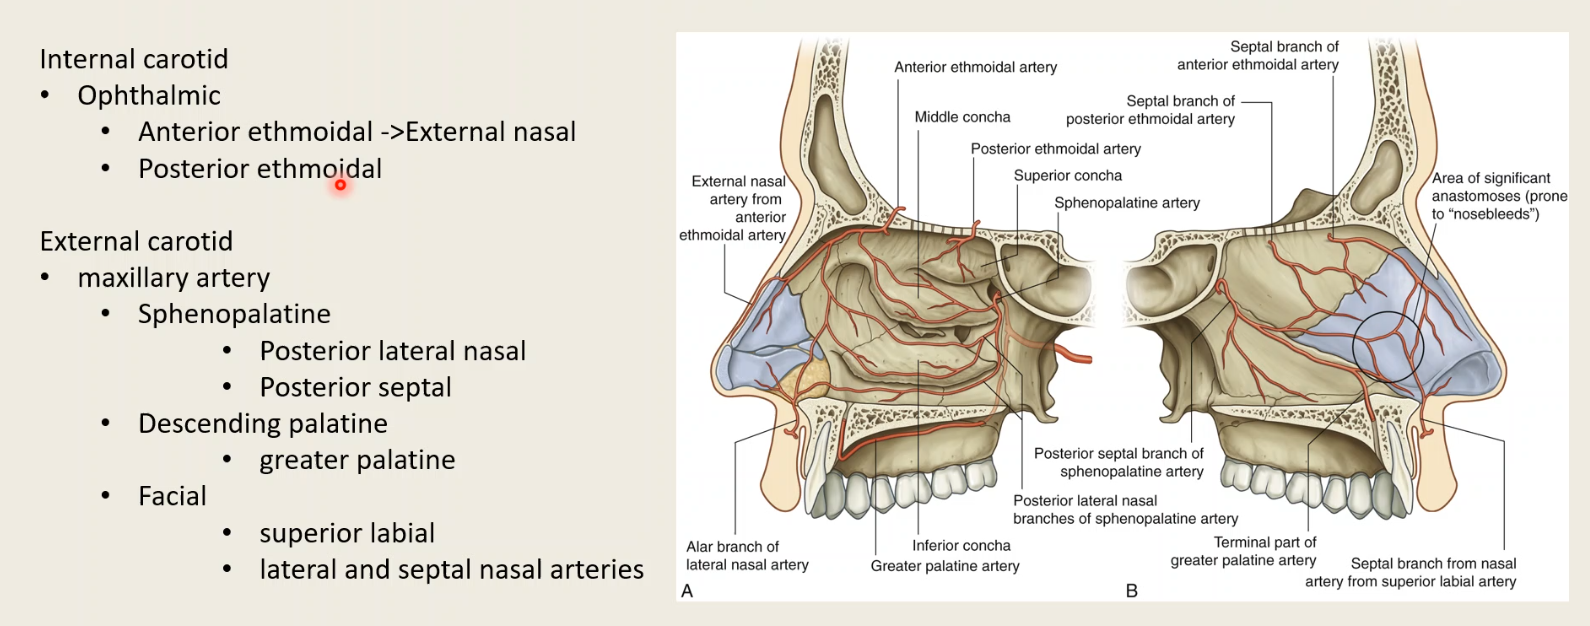 Internal carotid
• Ophthalmic
• Anterior ethmoidal ->External nasal
• Posterior ethmoidal
External carotid
• maxillary artery
• Sphenopalatine
• Posterior lateral nasal
• Posterior septal
• Descending palatine
• greater palatine
• Facial
• superior labial
• lateral and septal nasal arteries
Anterior ethmoidal artery
Middle concha
Posterior ethmoidal artery
Superior concha
Sphenopalatine artery
External nasal
artery from
anterior
ethmoidal artery
Alar branch of
lateral nasal artery
Greater palatine artery
Inferior concha
Posterior lateral nasal
branches of sphenopalatine artery
Posterior septal branch of
sphenopalatine artery
A
Septal branch of
anterior ethmoidal artery
Septal branch of
posterior ethmoidal artery
Area of significant
anastomoses (prone
to “nosebleeds”)
Terminal part of
greater palatine artery
Septal branch from nasal
artery from superior labial artery
B